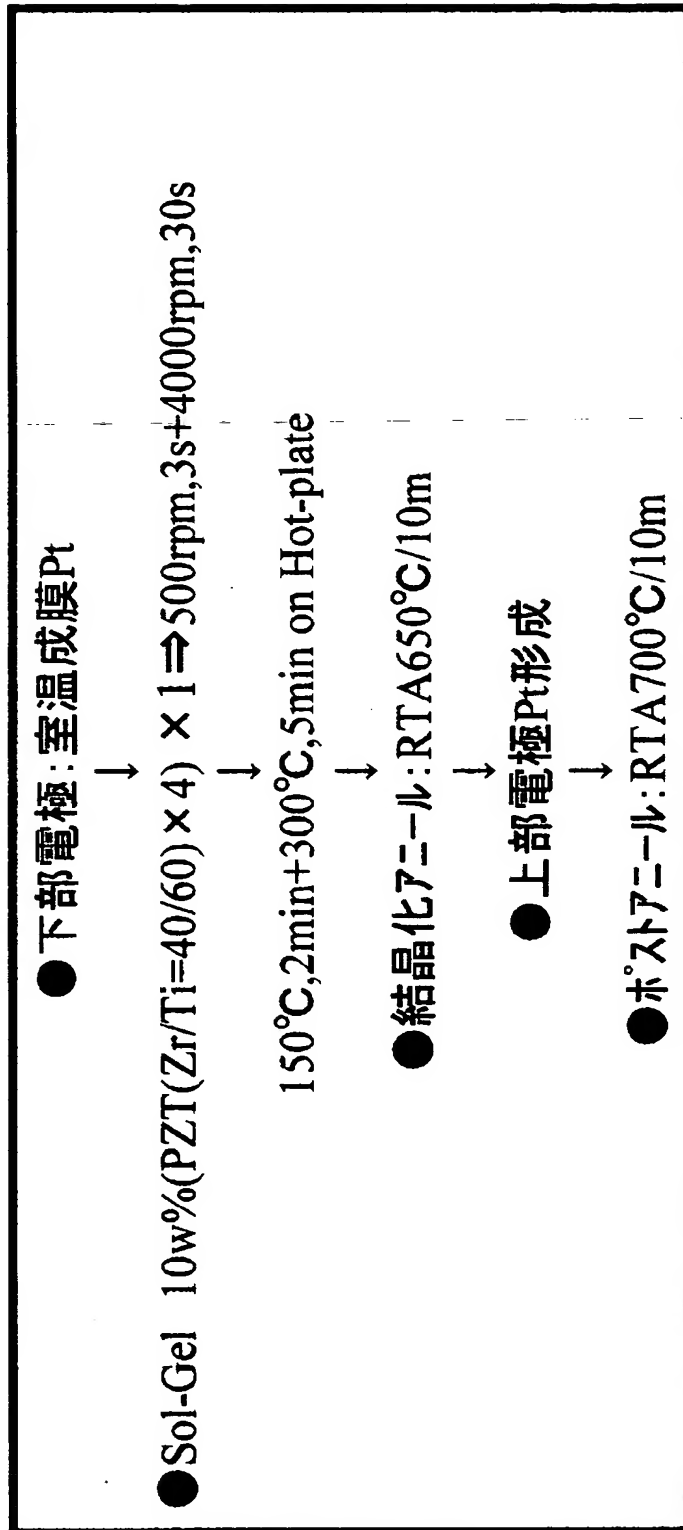 ●下部電極:室温成膜Pt
↓
●Sol-Gel 10w%(PZT(Zr/Ti=40/60)×4)×1⇒500rpm,3s+4000rpm,30s
↓
150℃,2min+300℃,5min on Hot-plate
↓
●結晶化アニール:RTA650℃/10m
↓
●上部電極Pt形成
↓
●ポストアニール:RTA700℃/10m